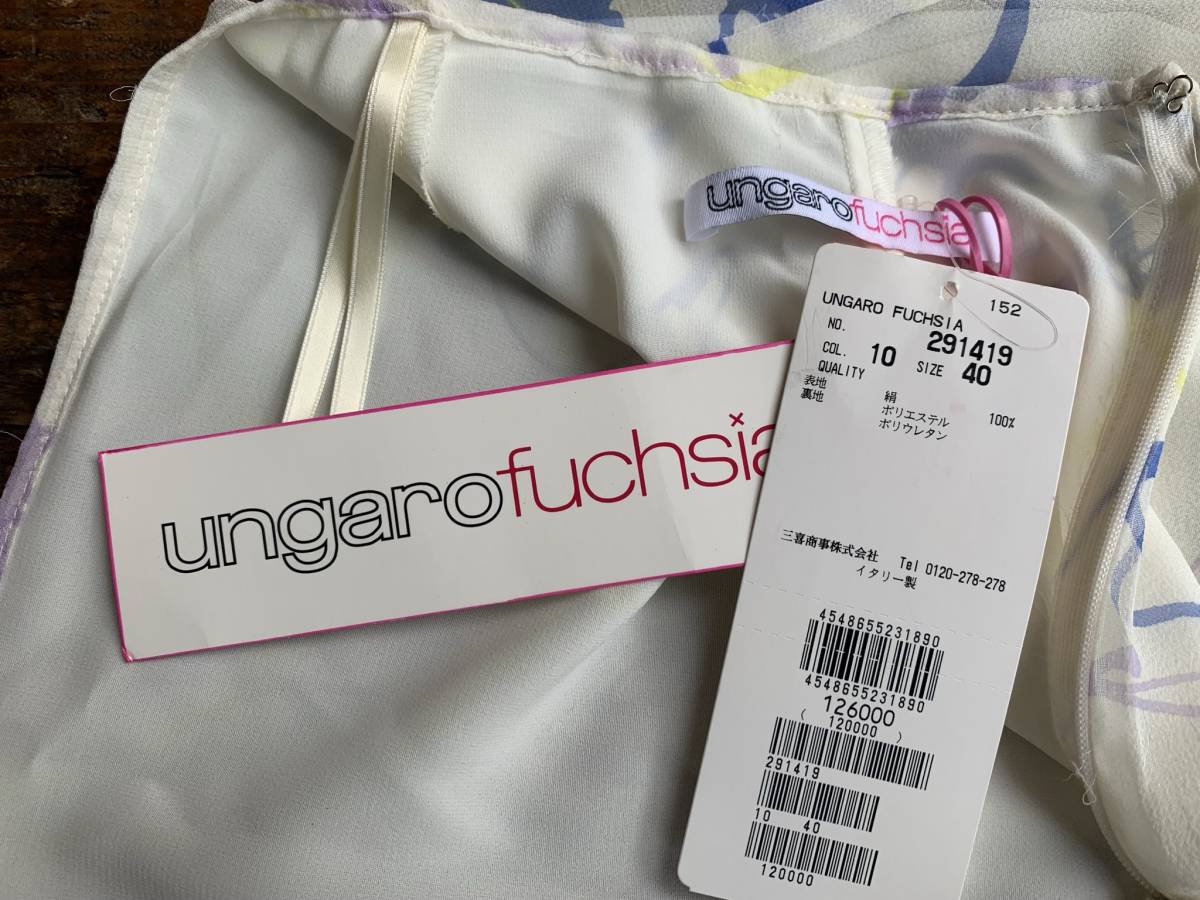 ungarofuchsia
ungarofuchsia
152
UNGARO FUCHSIA
NO. 291419
COL. 10 SIZE 40
QUALITY
表地 絹 100%
裏地 ポリエステル
ポリウレタン
三喜商事株式会社 Tel 0120-278-278
イタリー製
4548655231890
4548655231890
126000
( 120000 )
291419
10 40
120000